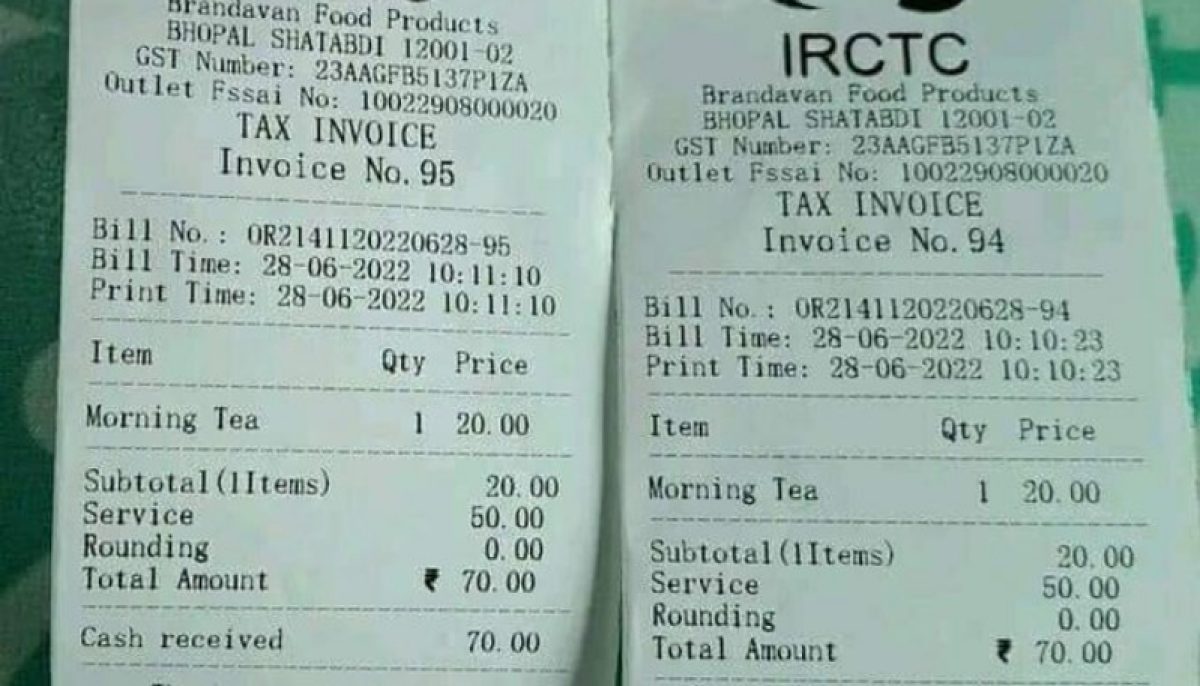 Brandavan Food Products
BHOPAL SHATABDI 12001-02
GST Number: 23AAGFB5137P1ZA
Outlet Fssai No: 10022908000020
TAX INVOICE
Invoice No. 95
Bill No.: OR2141120220628-95
Bill Time: 28-06-2022 10:11:10
Print Time: 28-06-2022 10:11:10
Item Qty Price
Morning Tea 1 20.00
Subtotal(1Items) 20.00
Service 50.00
Rounding 0.00
Total Amount ₹ 70.00
Cash received 70.00
IRCTC
Brandavan Food Products
BHOPAL SHATABDI 12001-02
GST Number: 23AAGFB5137P1ZA
Outlet Fssai No: 10022908000020
TAX INVOICE
Invoice No. 94
Bill No.: OR2141120220628-94
Bill Time: 28-06-2022 10:10:23
Print Time: 28-06-2022 10:10:23
Item Qty Price
Morning Tea 1 20.00
Subtotal(1Items) 20.00
Service 50.00
Rounding 0.00
Total Amount ₹ 70.00